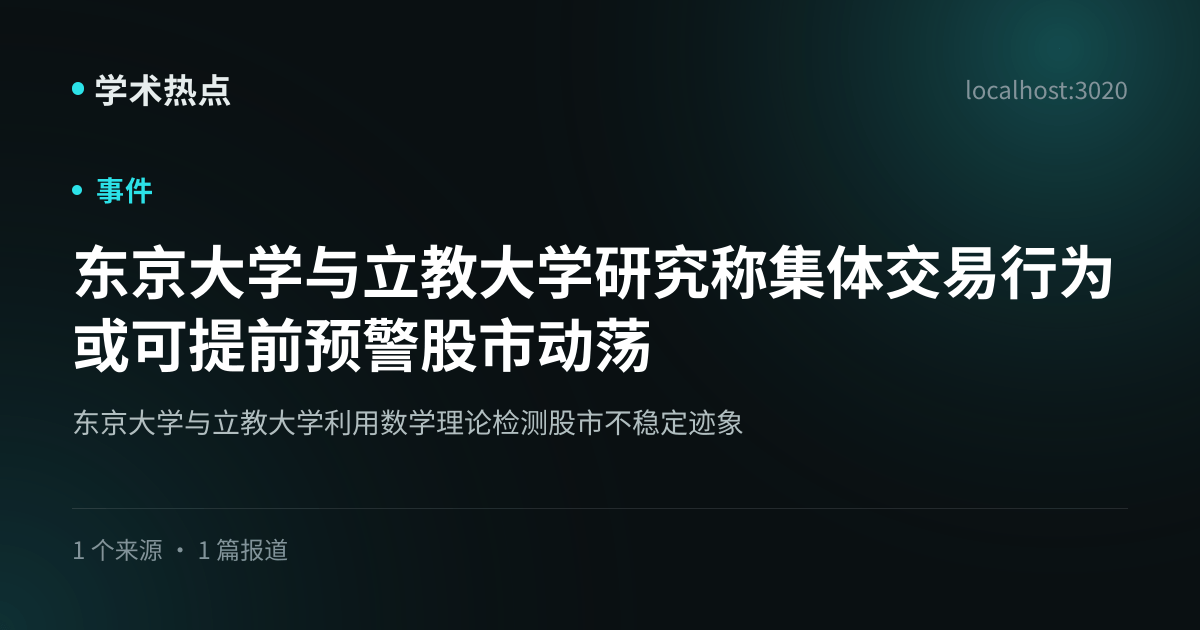 学术热点
localhost:3020
事件
东京大学与立教大学研究称集体交易行为
或可提前预警股市动荡
东京大学与立教大学利用数学理论检测股市不稳定迹象
1 个来源 · 1 篇报道